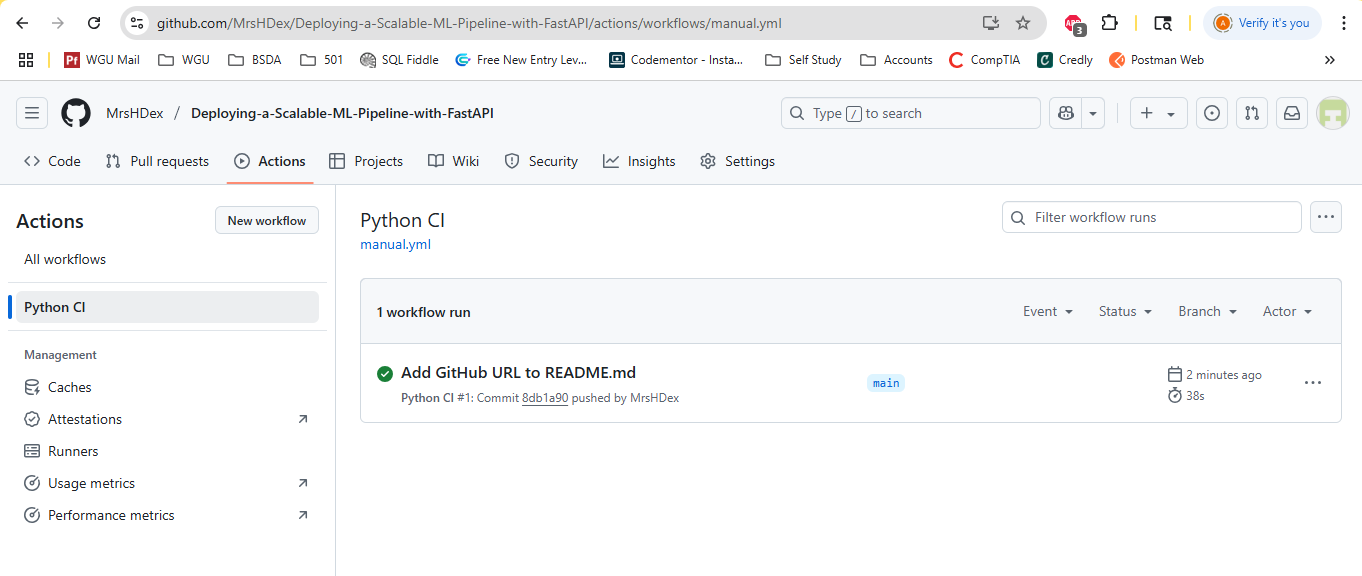 github.com/MrsHDex/Deploying-a-Scalable-ML-Pipeline-with-FastAPI/actions/workflows/manual.yml
ABP
3
A
Verify it's you
Pf WGU Mail WGU BSDA 501 SQL Fiddle Free New Entry Lev... Codementor - Insta... Self Study Accounts CompTIA Credly Postman Web »
MrsHDex / Deploying-a-Scalable-ML-Pipeline-with-FastAPI
Type / to search
Code Pull requests Actions Projects Wiki Security Insights Settings
Actions
New workflow
All workflows
Python CI
Management
Caches
Attestations
Runners
Usage metrics
Performance metrics
Python CI
manual.yml
Filter workflow runs
1 workflow run
Event Status Branch Actor
Add GitHub URL to README.md
Python CI #1: Commit 8db1a90 pushed by MrsHDex
main
2 minutes ago
38s